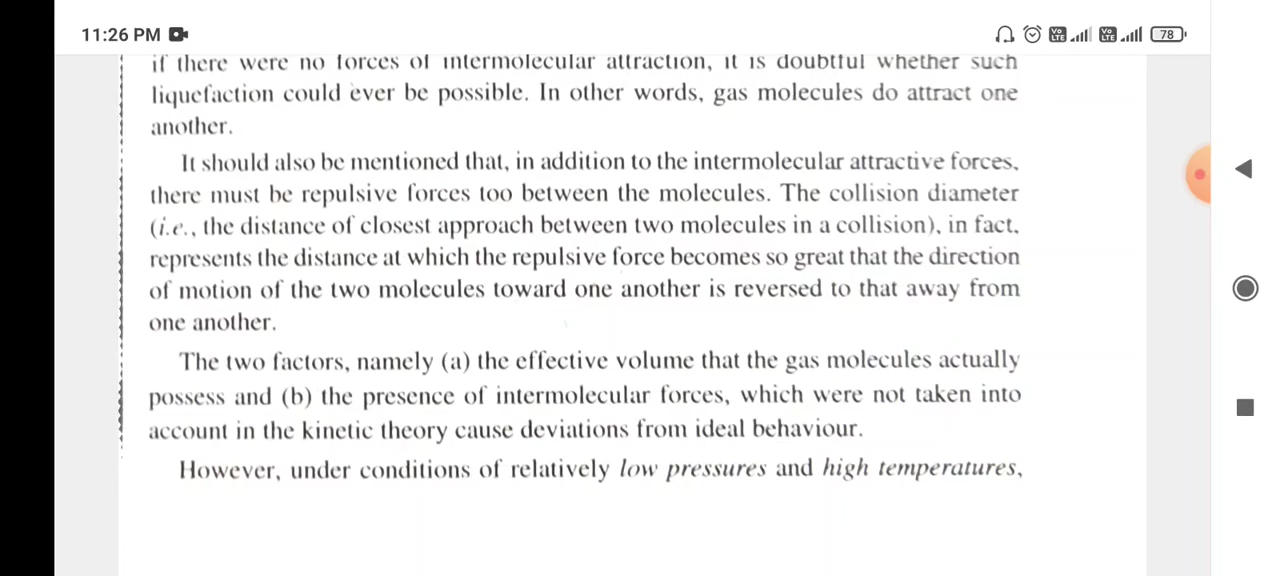 11:26 PM
78
if there were no forces of intermolecular attraction, it is doubtful whether such
liquefaction could ever be possible. In other words, gas molecules do attract one
another.
It should also be mentioned that, in addition to the intermolecular attractive forces,
there must be repulsive forces too between the molecules. The collision diameter
(i.e., the distance of closest approach between two molecules in a collision), in fact,
represents the distance at which the repulsive force becomes so great that the direction
of motion of the two molecules toward one another is reversed to that away from
one another.
The two factors, namely (a) the effective volume that the gas molecules actually
possess and (b) the presence of intermolecular forces, which were not taken into
account in the kinetic theory cause deviations from ideal behaviour.
However, under conditions of relatively low pressures and high temperatures,